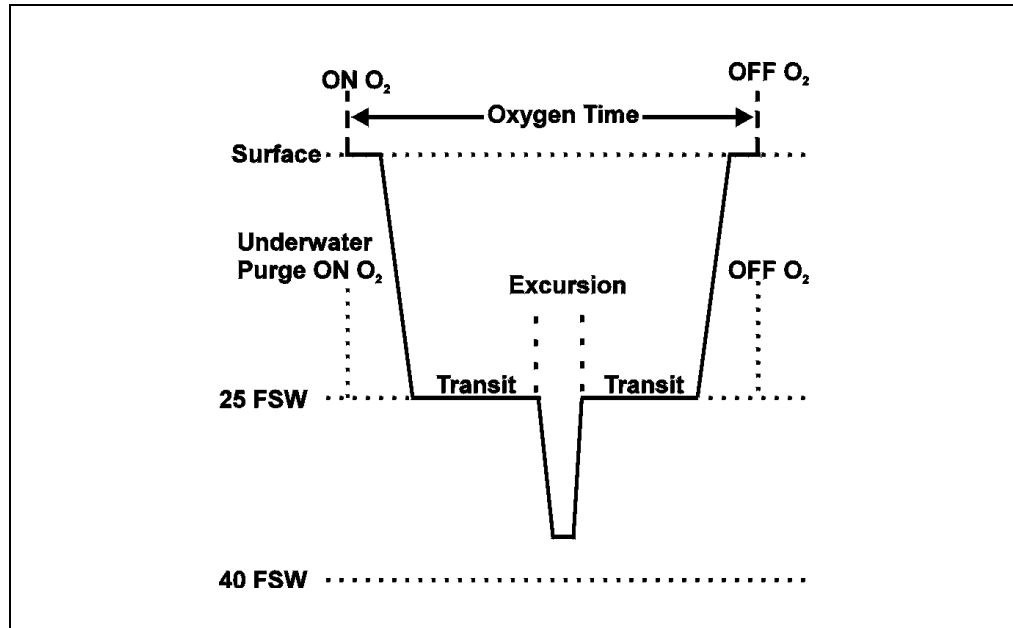 ON O₂
OFF O₂
Oxygen Time
Surface
Underwater
Purge ON O₂
OFF O₂
Excursion
Transit
Transit
25 FSW
40 FSW